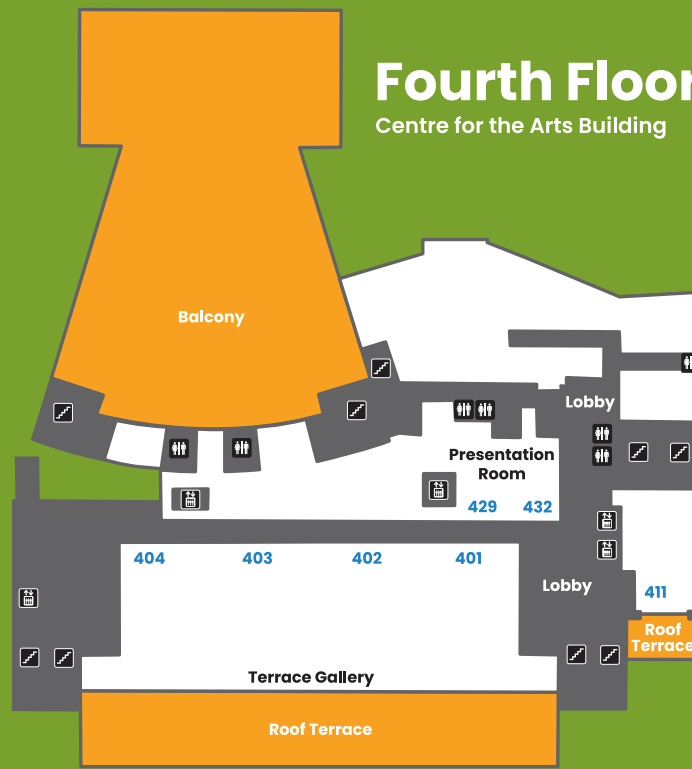 Fourth Floor
Centre for the Arts Building
Balcony
Lobby
Presentation
Room
429 432
404 403 402 401
Lobby
411
Roof
Terrace
Terrace Gallery
Roof Terrace